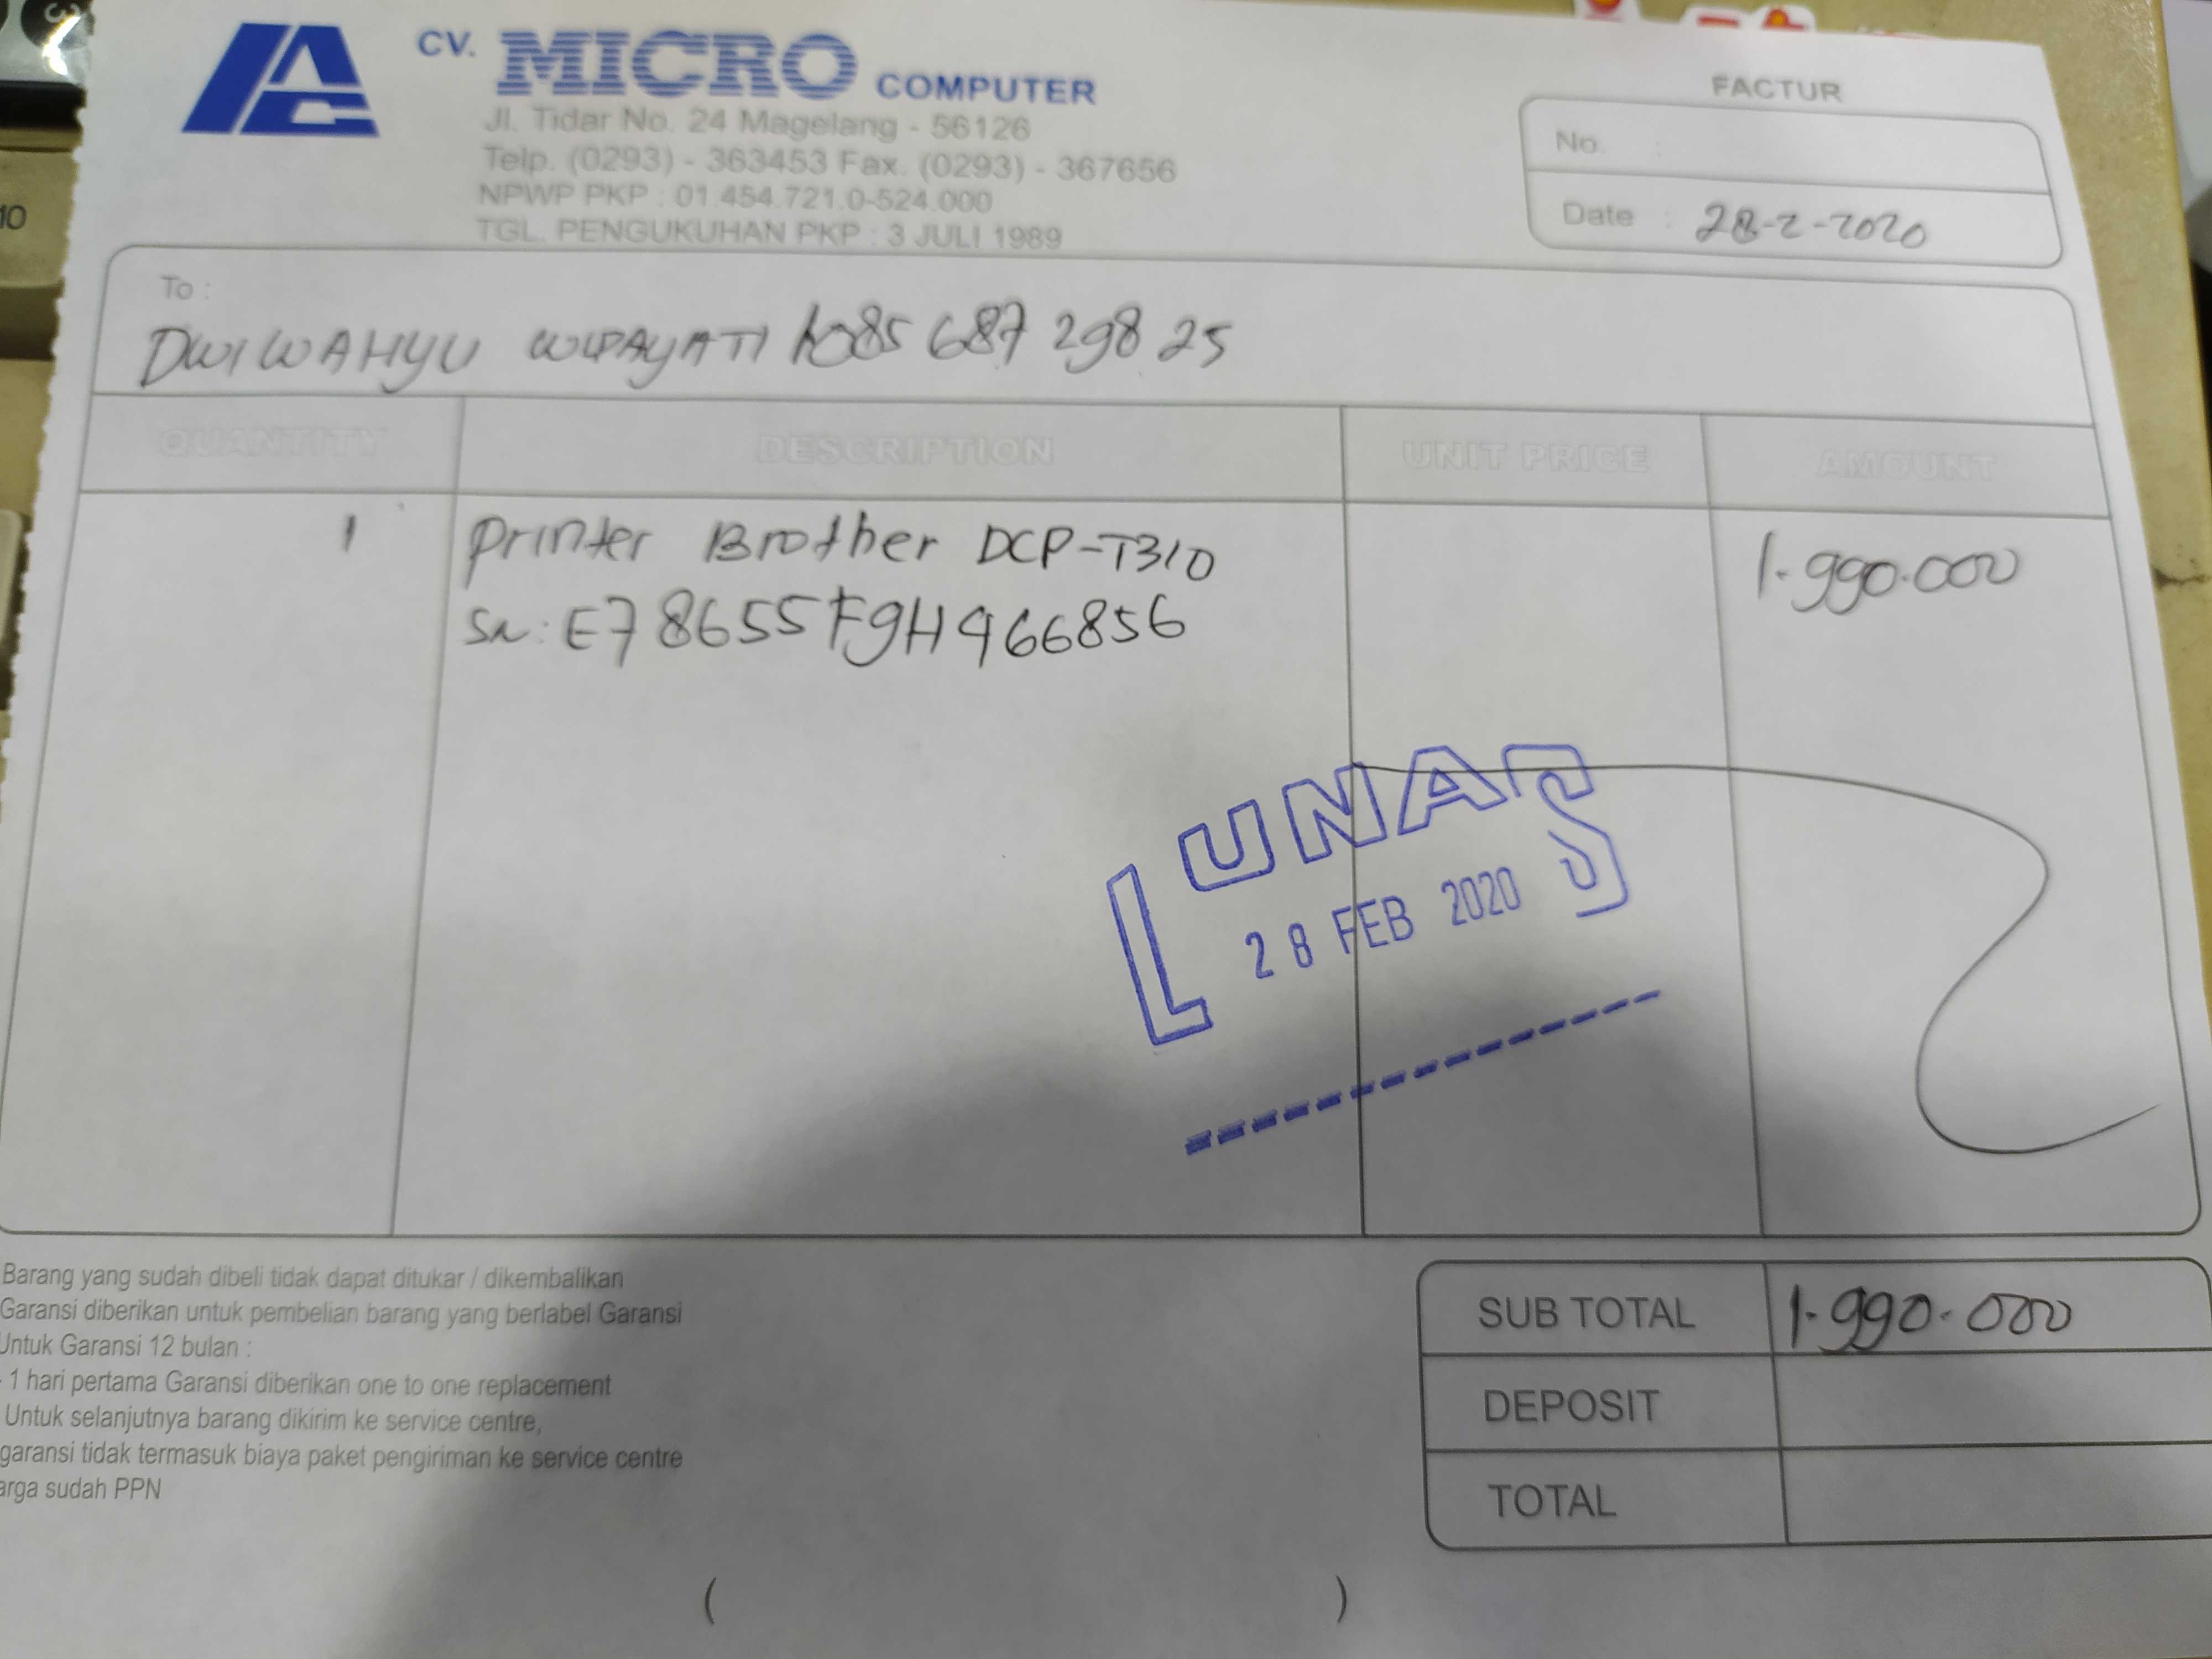 CV. MICRO COMPUTER
Jl. Tidar No. 24 Magelang - 56126
Telp. (0293) - 363453 Fax. (0293) - 367656
NPWP PKP : 01.454.721.0-524.000
TGL. PENGUKUHAN PKP : 3 JULI 1989
FACTUR
No. :
Date : 28-2-2020
To :
DWI WAHYU 085 687 298 25
QUANTITY DESCRIPTION UNIT PRICE AMOUNT
1 Printer Brother DCP-T310 1.990.000
Sn: E78655F9H966856
LUNAS
28 FEB 2020
Barang yang sudah dibeli tidak dapat ditukar / dikembalikan
Garansi diberikan untuk pembelian barang yang berlabel Garansi
Untuk Garansi 12 bulan :
- 1 hari pertama Garansi diberikan one to one replacement
Untuk selanjutnya barang dikirim ke service centre,
garansi tidak termasuk biaya paket pengiriman ke service centre
arga sudah PPN
SUB TOTAL 1.990.000
DEPOSIT
TOTAL
( )